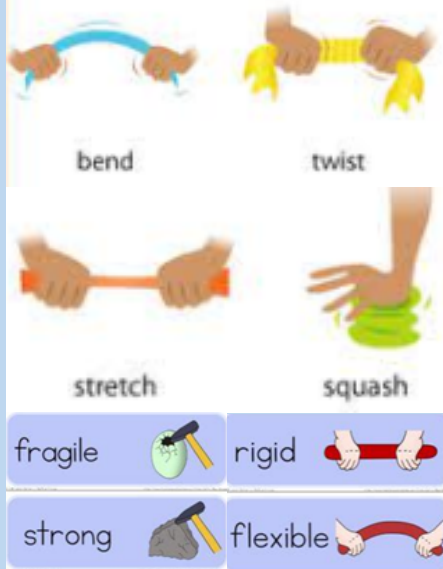 bend twist
stretch squash
fragile rigid
strong flexible